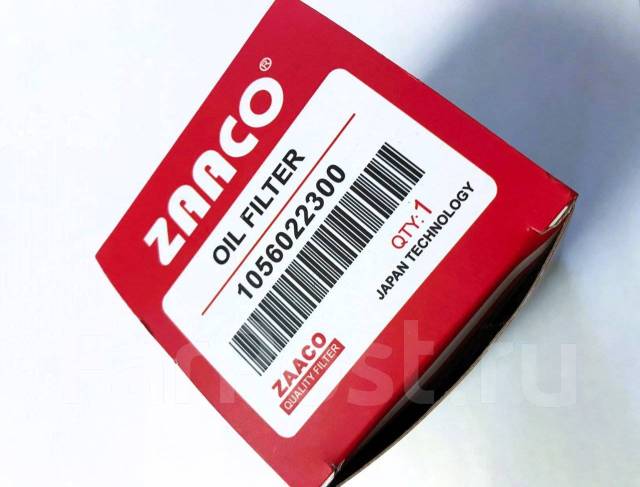 ZAACO®
OIL FILTER
1056022300
ZAACO
QUALITY FILTER
QTY: 1
JAPAN TECHNOLOGY